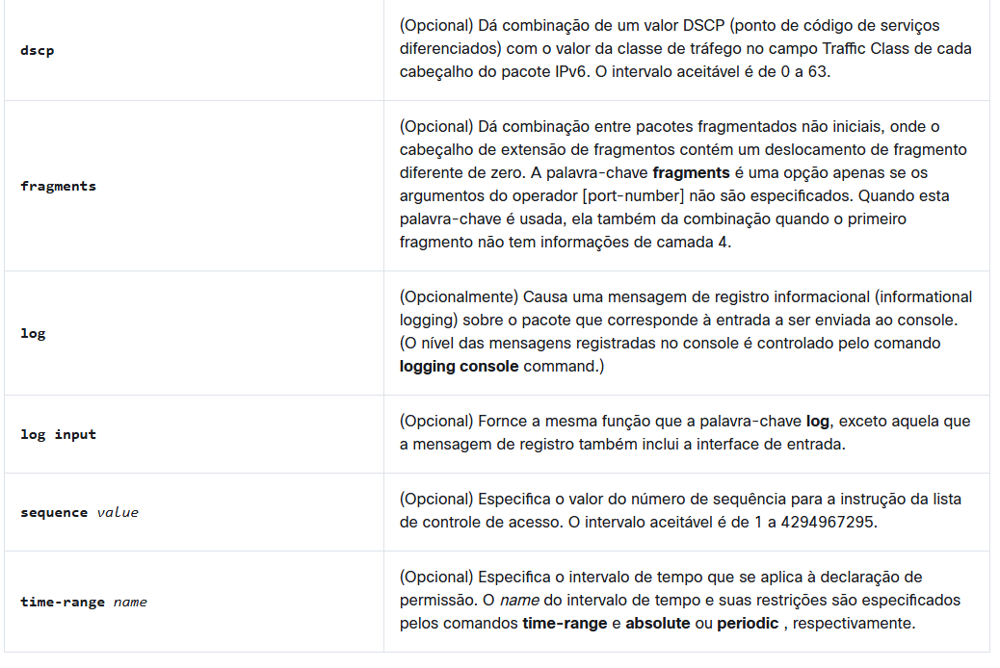 dscp
(Opcional) Dá combinação de um valor DSCP (ponto de código de serviços
diferenciados) com o valor da classe de tráfego no campo Traffic Class de cada
cabeçalho do pacote IPv6. O intervalo aceitável é de 0 a 63.
fragments
(Opcional) Dá combinação entre pacotes fragmentados não iniciais, onde o
cabeçalho de extensão de fragmentos contém um deslocamento de fragmento
diferente de zero. A palavra-chave fragments é uma opção apenas se os
argumentos do operador [port-number] não são especificados. Quando esta
palavra-chave é usada, ela também da combinação quando o primeiro
fragmento não tem informações de camada 4.
log
(Opcionalmente) Causa uma mensagem de registro informacional (informational
logging) sobre o pacote que corresponde à entrada a ser enviada ao console.
(O nível das mensagens registradas no console é controlado pelo comando
logging console command.)
log input
(Opcional) Fornce a mesma função que a palavra-chave log, exceto aquela que
a mensagem de registro também inclui a interface de entrada.
sequence value
(Opcional) Especifica o valor do número de sequência para a instrução da lista
de controle de acesso. O intervalo aceitável é de 1 a 4294967295.
time-range name
(Opcional) Especifica o intervalo de tempo que se aplica à declaração de
permissão. O name do intervalo de tempo e suas restrições são especificados
pelos comandos time-range e absolute ou periodic , respectivamente.